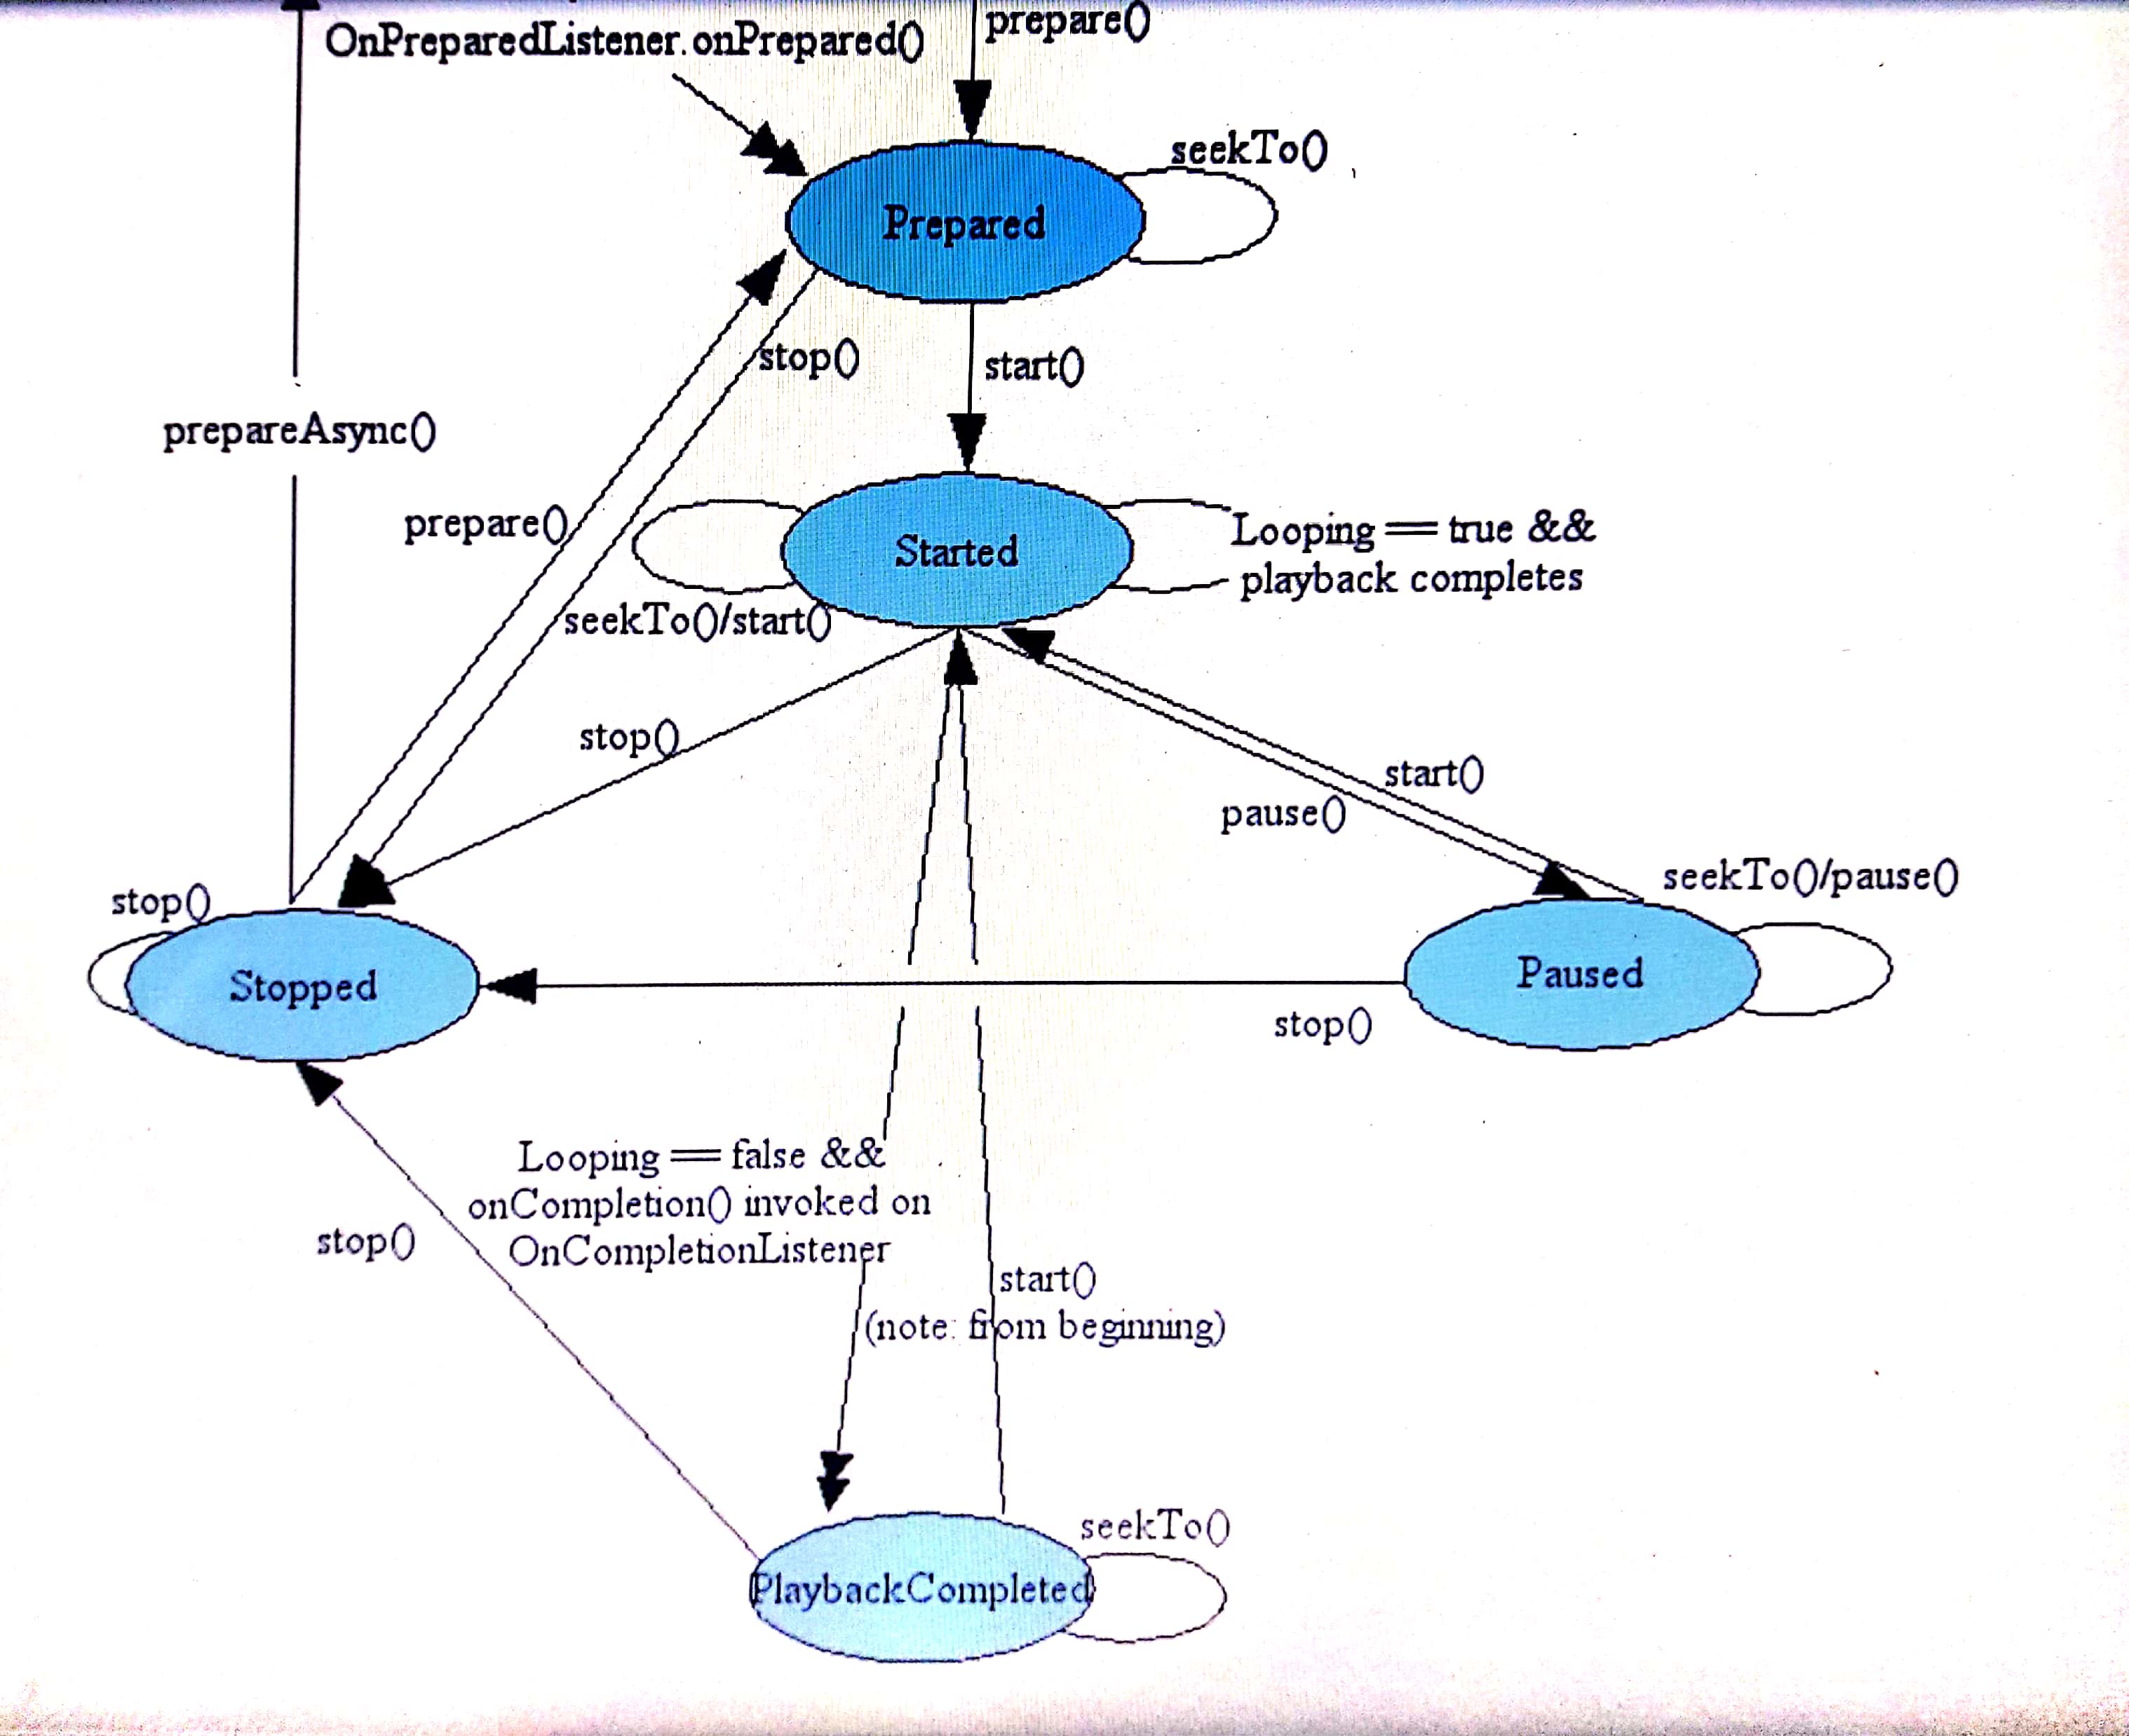 OnPreparedListener.onPrepared()
prepare()
seekTo()
Prepared
stop()
start()
prepareAsync()
prepare()
Started
Looping == true &&
playback completes
seekTo()/start()
stop()
start()
pause()
seekTo()/pause()
stop()
Stopped
Paused
stop()
Looping == false &&
onCompletion() invoked on
OnCompletionListener
stop()
start()
(note: from beginning)
seekTo()
PlaybackCompleted